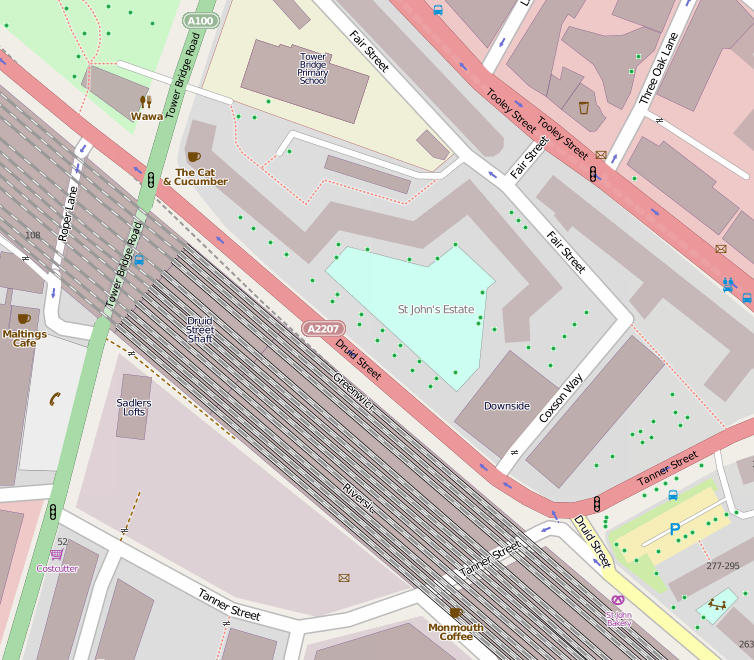 A100
Fair Street
Tower
Bridge
Primary
School
Tower Bridge Road
Three Oak Lane
Tooley Street
Tooley Street
Wawa
Fair Street
The Cat
& Cucumber
Roper Lane
108
Tower Bridge Road
Fair Street
St John's Estate
Maltings
Cafe
Druid
Street
Shaft
A2207
Druid Street
Greenwich
Sadlers
Lofts
Downside
Coxson Way
Tanner Street
Riverside
52
Costcutter
Tanner Street
Druid Street
277-295
Tanner Street
St John
Bakery
Monmouth
Coffee
263